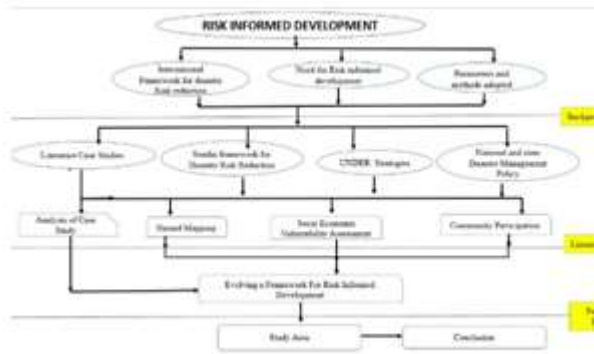 RISK INFORMED DEVELOPMENT
International
Framework for disaster
Risk reduction
Need for Risk informed
development
Parameters and
methods adopted
Literature Case Studies
Sendai framework for
Disaster Risk Reduction
UNISDR Strategies
National and state
Disaster Management
Policy
Analysis of Case
Study
Hazard Mapping
Socio Economic
Vulnerability Assessment
Community Participation
Evolving a Framework For Risk Informed
Development
Study Area
Conclusion